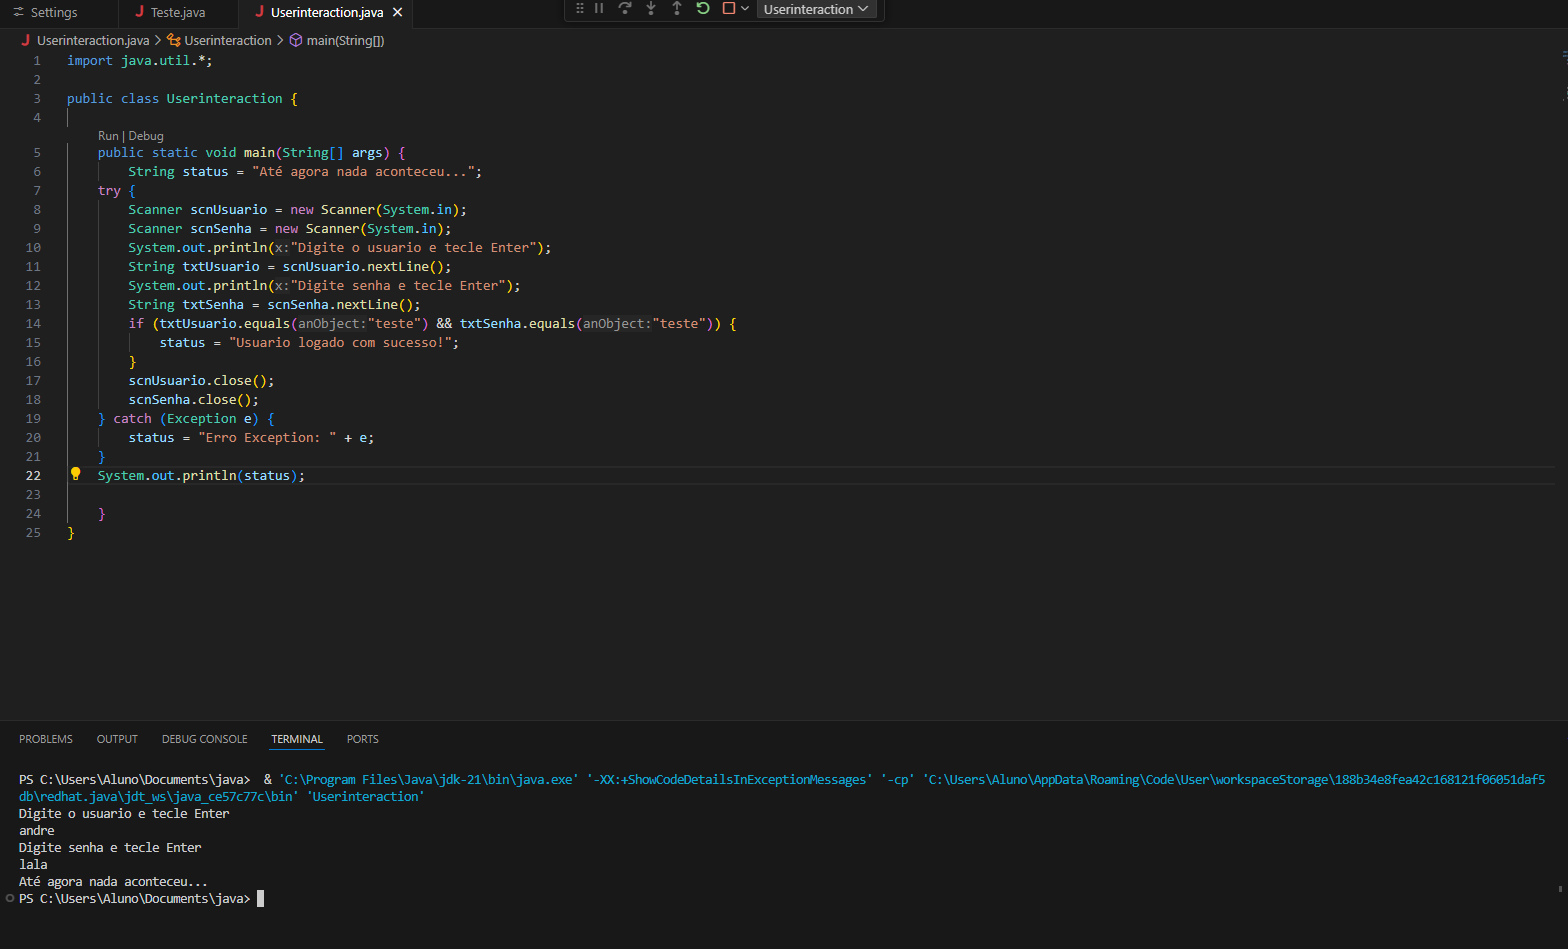 Settings
Teste.java
Userinteraction.java
Userinteraction
Userinteraction.java > Userinteraction > main(String[])
1 import java.util.*;
2
3 public class Userinteraction {
4
Run | Debug
5 public static void main(String[] args) {
6 String status = "Até agora nada aconteceu...";
7 try {
8 Scanner scnUsuario = new Scanner(System.in);
9 Scanner scnSenha = new Scanner(System.in);
10 System.out.println(x:"Digite o usuario e tecle Enter");
11 String txtUsuario = scnUsuario.nextLine();
12 System.out.println(x:"Digite senha e tecle Enter");
13 String txtSenha = scnSenha.nextLine();
14 if (txtUsuario.equals(anObject:"teste") && txtSenha.equals(anObject:"teste")) {
15 status = "Usuario logado com sucesso!";
16 }
17 scnUsuario.close();
18 scnSenha.close();
19 } catch (Exception e) {
20 status = "Erro Exception: " + e;
21 }
22 System.out.println(status);
23
24 }
25 }
PROBLEMS OUTPUT DEBUG CONSOLE TERMINAL PORTS
PS C:\Users\Aluno\Documents\java> & 'C:\Program Files\Java\jdk-21\bin\java.exe' '-XX:+ShowCodeDetailsInExceptionMessages' '-cp' 'C:\Users\Aluno\AppData\Roaming\Code\User\workspaceStorage\188b34e8fea42c168121f06051daf5
db\redhat.java\jdt_ws\java_ce57c77c\bin' 'Userinteraction'
Digite o usuario e tecle Enter
andre
Digite senha e tecle Enter
lala
Até agora nada aconteceu...
PS C:\Users\Aluno\Documents\java>